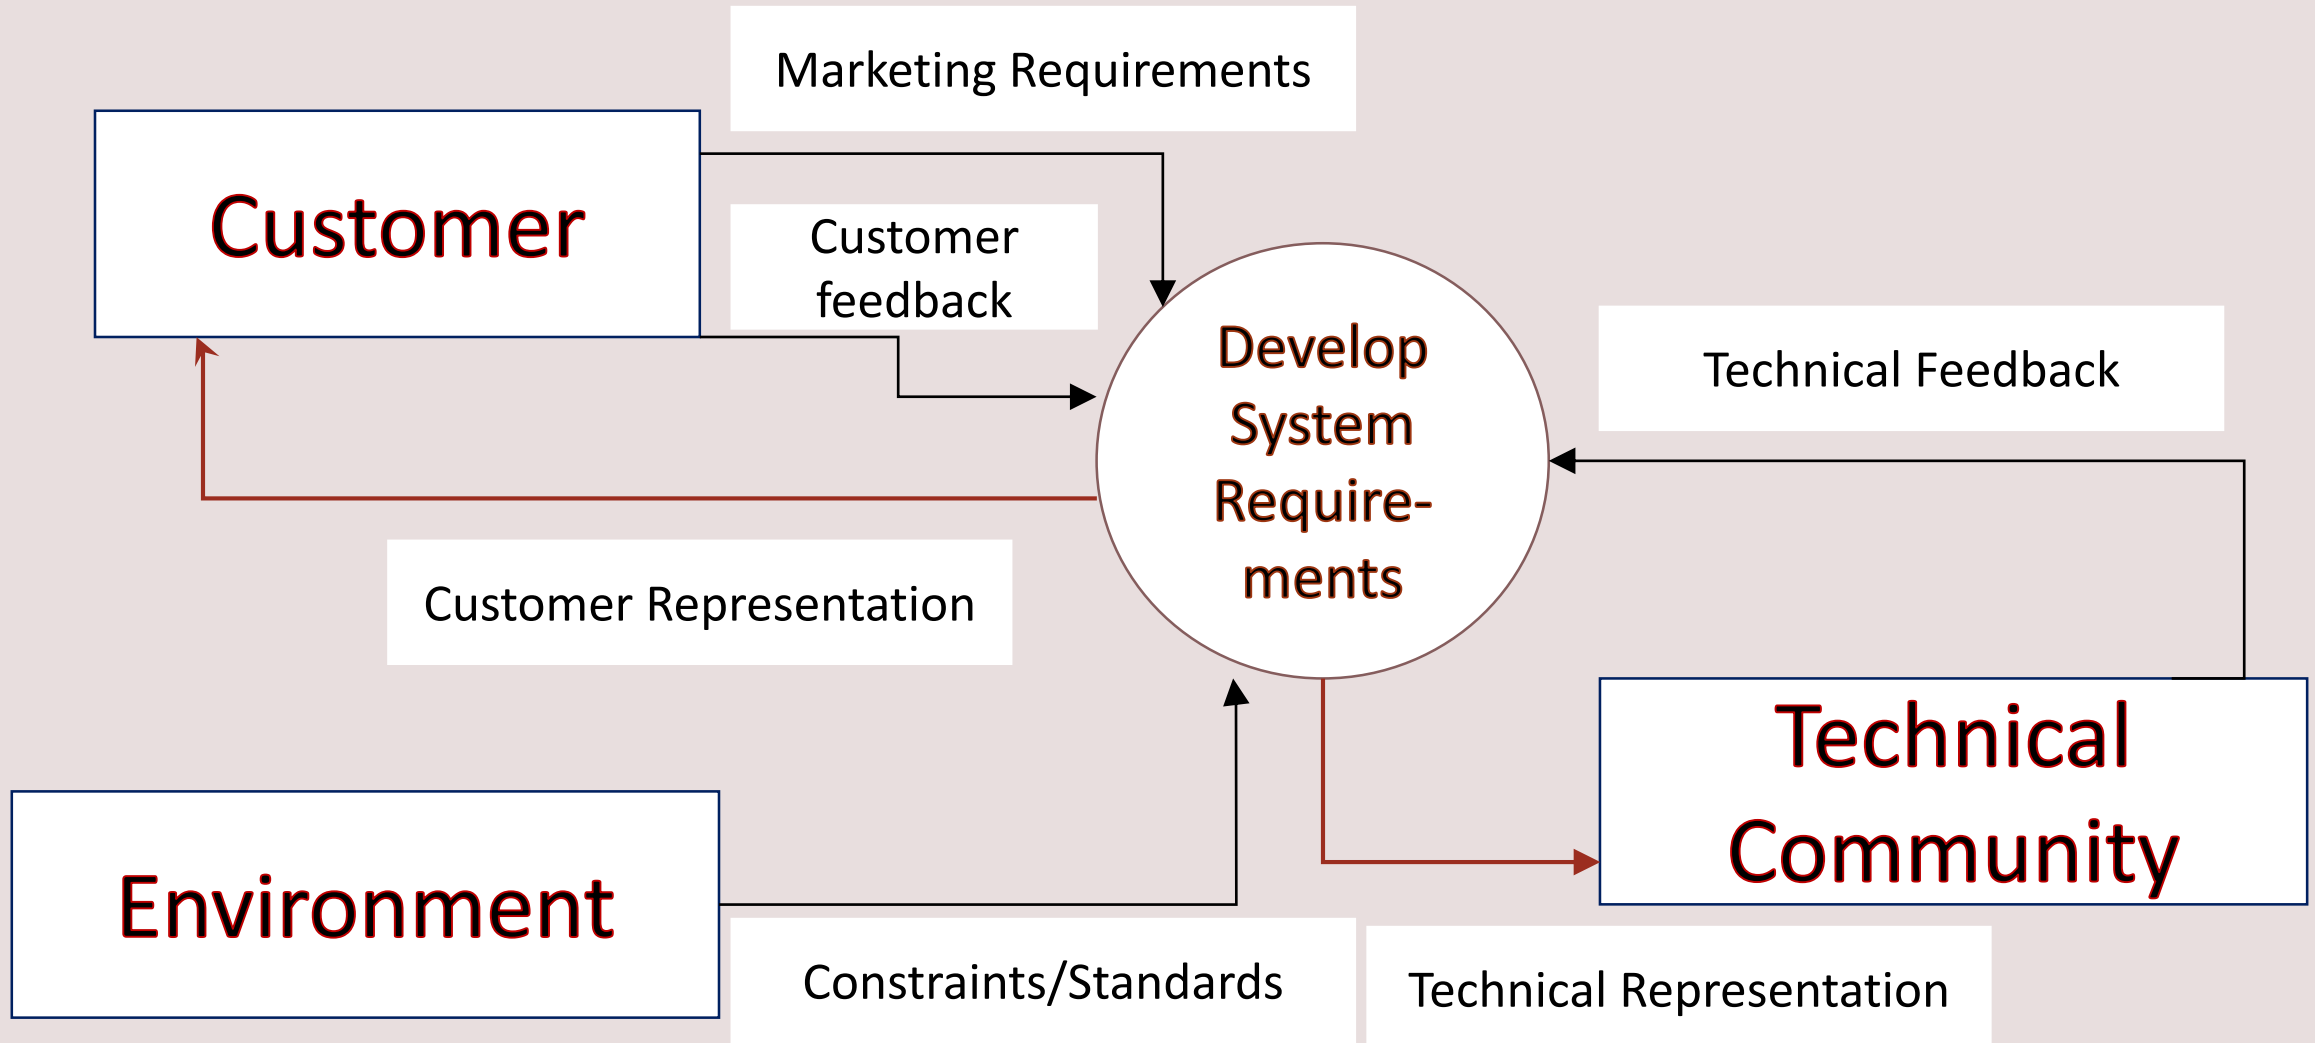 Marketing Requirements
Customer
Customer
feedback
Develop
System
Require-
ments
Technical Feedback
Customer Representation
Technical
Community
Environment
Constraints/Standards
Technical Representation